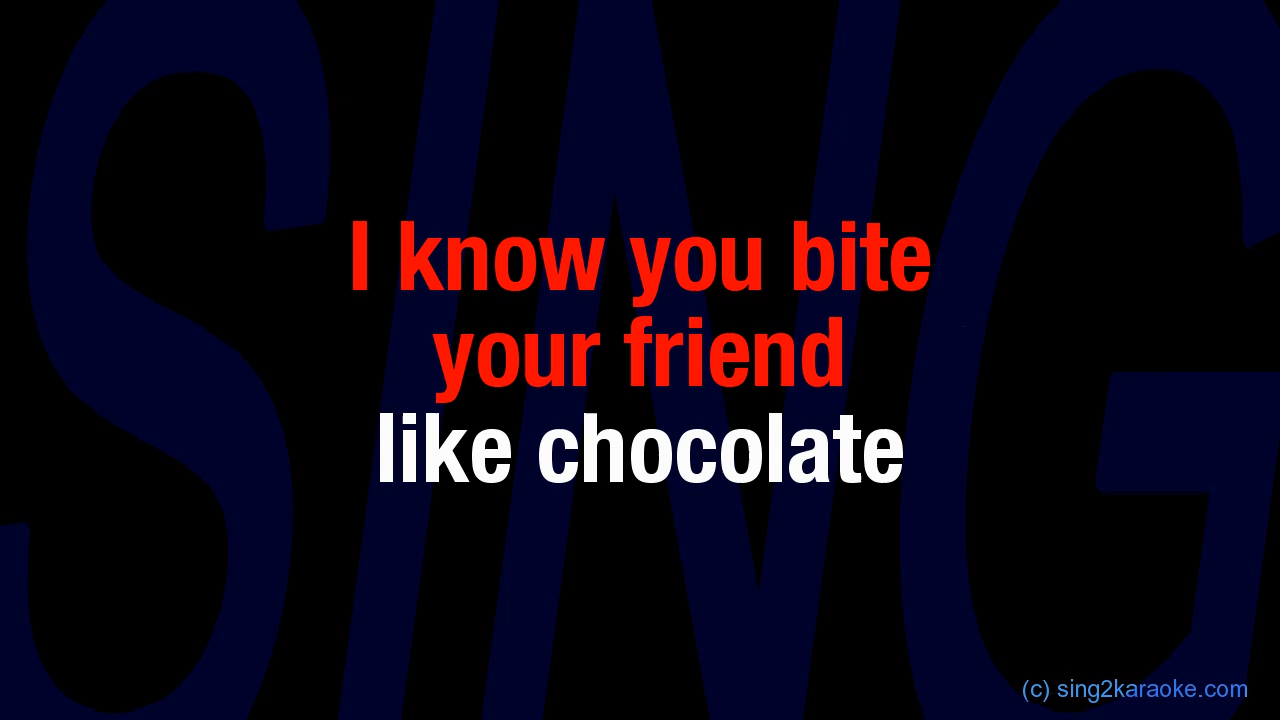 SING
I know you bite
your friend
like chocolate
(c) sing2karaoke.com